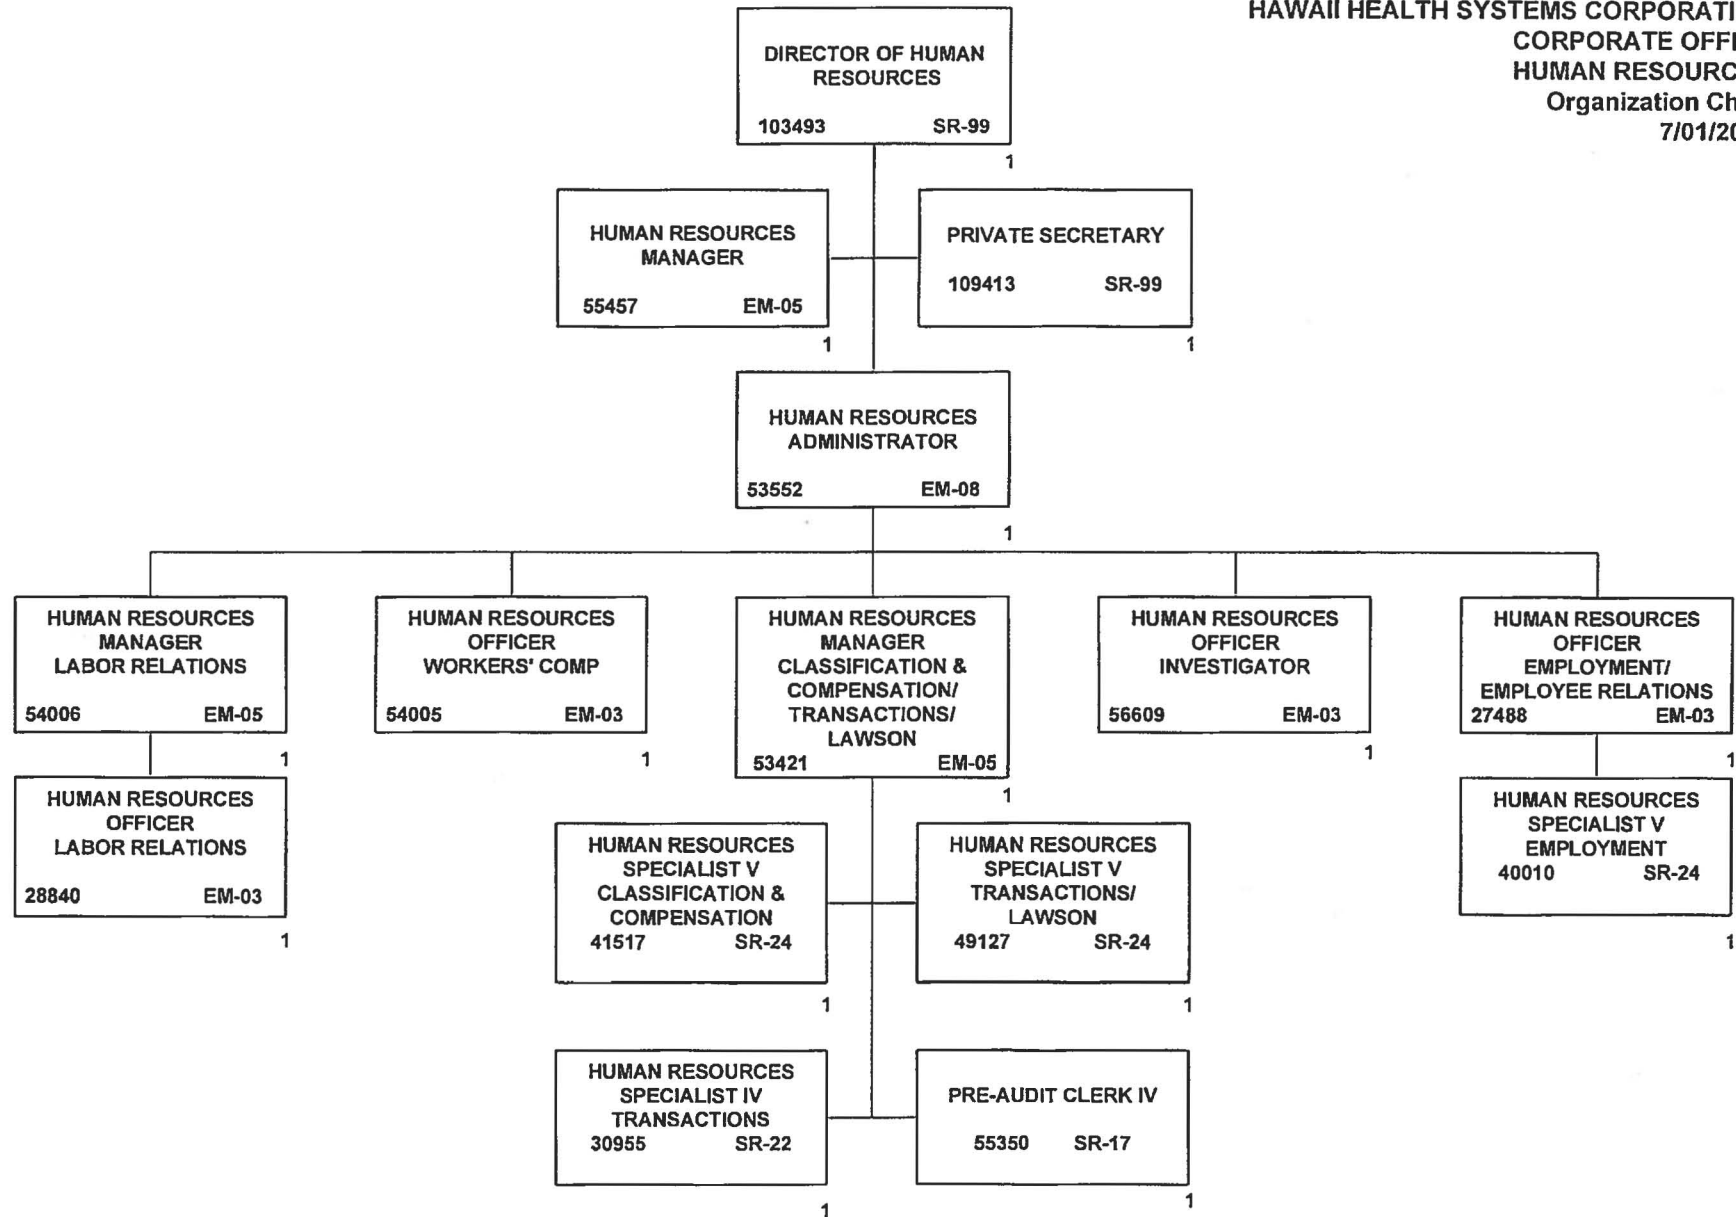 HAWAII HEALTH SYSTEMS CORPORATI
CORPORATE OFFI
HUMAN RESOURC
Organization Ch
7/01/20
DIRECTOR OF HUMAN
RESOURCES
103493 SR-99
1
HUMAN RESOURCES
MANAGER
55457 EM-05
1
PRIVATE SECRETARY
109413 SR-99
1
HUMAN RESOURCES
ADMINISTRATOR
53552 EM-08
1
HUMAN RESOURCES
MANAGER
LABOR RELATIONS
54006 EM-05
1
HUMAN RESOURCES
OFFICER
WORKERS' COMP
54005 EM-03
1
HUMAN RESOURCES
MANAGER
CLASSIFICATION &
COMPENSATION/
TRANSACTIONS/
LAWSON
53421 EM-05
1
HUMAN RESOURCES
OFFICER
INVESTIGATOR
56609 EM-03
1
HUMAN RESOURCES
OFFICER
EMPLOYMENT/
EMPLOYEE RELATIONS
27488 EM-03
1
HUMAN RESOURCES
OFFICER
LABOR RELATIONS
28840 EM-03
1
HUMAN RESOURCES
SPECIALIST V
CLASSIFICATION &
COMPENSATION
41517 SR-24
1
HUMAN RESOURCES
SPECIALIST V
TRANSACTIONS/
LAWSON
49127 SR-24
1
HUMAN RESOURCES
SPECIALIST V
EMPLOYMENT
40010 SR-24
1
HUMAN RESOURCES
SPECIALIST IV
TRANSACTIONS
30955 SR-22
1
PRE-AUDIT CLERK IV
55350 SR-17
1